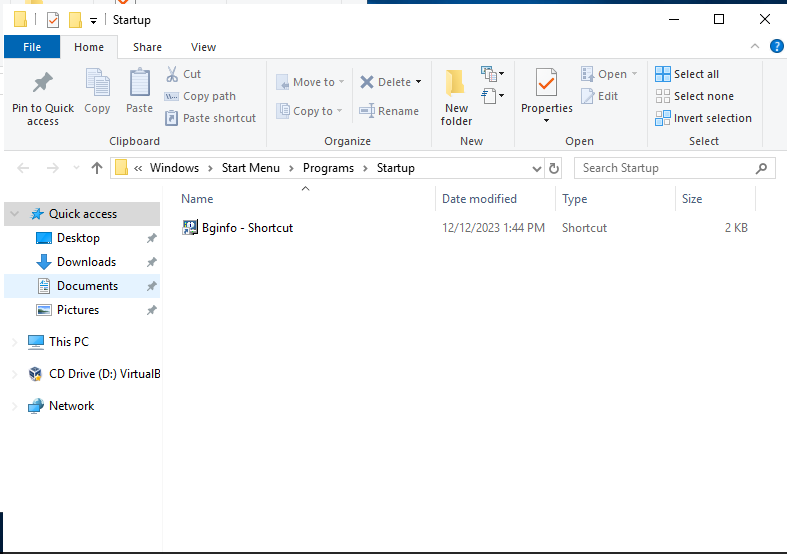 Startup
File Home Share View
Pin to Quick access
Copy
Paste
Cut
Copy path
Paste shortcut
Clipboard
Move to
Copy to
Delete
Rename
Organize
New folder
New
Properties
Open
Edit
Open
Select all
Select none
Invert selection
Select
« Windows > Start Menu > Programs > Startup
Search Startup
Name Date modified Type Size
Bginfo - Shortcut 12/12/2023 1:44 PM Shortcut 2 KB
Quick access
Desktop
Downloads
Documents
Pictures
This PC
CD Drive (D:) VirtualB
Network